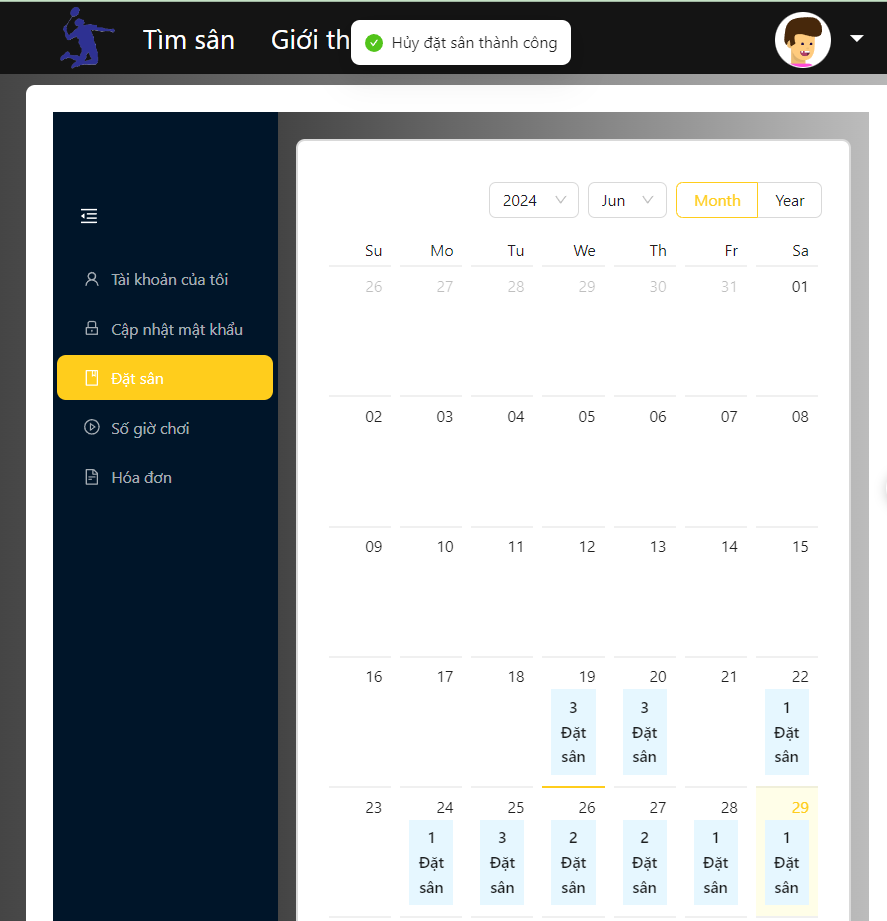 Tìm sân
Giới th
Hủy đặt sân thành công
Tài khoản của tôi
Cập nhật mật khẩu
Đặt sân
Số giờ chơi
Hóa đơn
2024 Jun Month Year
Su Mo Tu We Th Fr Sa
26 27 28 29 30 31 01
02 03 04 05 06 07 08
09 10 11 12 13 14 15
16 17 18 19 20 21 22
3 3 1
Đặt Đặt Đặt
sân sân sân
23 24 25 26 27 28 29
1 3 2 2 1 1
Đặt Đặt Đặt Đặt Đặt Đặt
sân sân sân sân sân sân